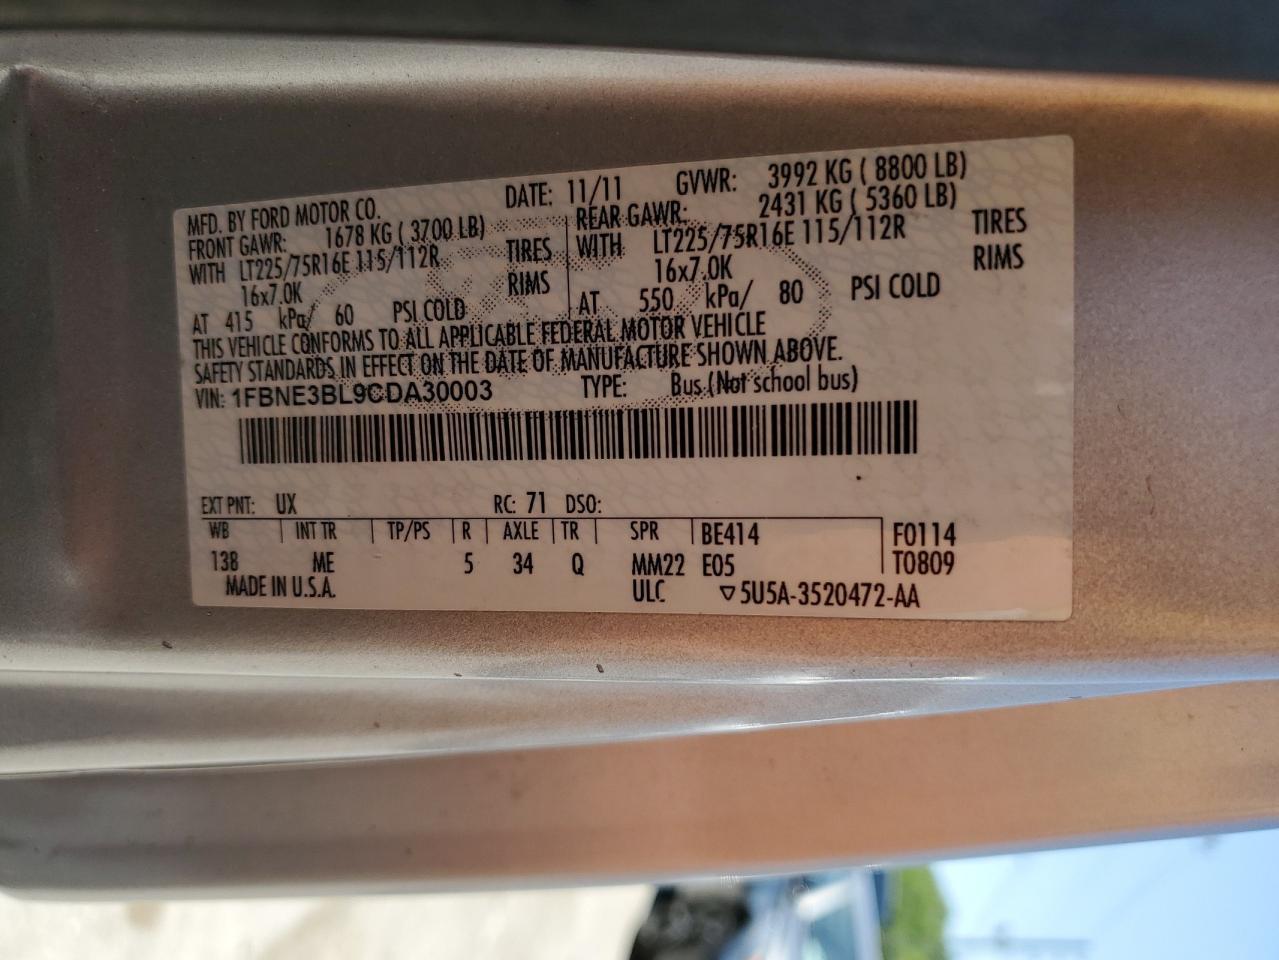 MFD. BY FORD MOTOR CO. DATE: 11/11 GVWR: 3992 KG ( 8800 LB)
FRONT GAWR: 1678 KG ( 3700 LB) REAR GAWR: 2431 KG ( 5360 LB)
WITH LT225/75R16E 115/112R TIRES WITH LT225/75R16E 115/112R TIRES
16x7.0K RIMS 16x7.0K RIMS
AT 415 kPa/ 60 PSI COLD AT 550 kPa/ 80 PSI COLD
THIS VEHICLE CONFORMS TO ALL APPLICABLE FEDERAL MOTOR VEHICLE
SAFETY STANDARDS IN EFFECT ON THE DATE OF MANUFACTURE SHOWN ABOVE.
VIN: 1FBNE3BL9CDA30003 TYPE: Bus (Not school bus)
EXT PNT: UX RC: 71 DSO:
WB INT TR TP/PS R AXLE TR SPR BE414 F0114
138 ME 5 34 Q MM22 E05 T0809
MADE IN U.S.A. ULC ▽5U5A-3520472-AA